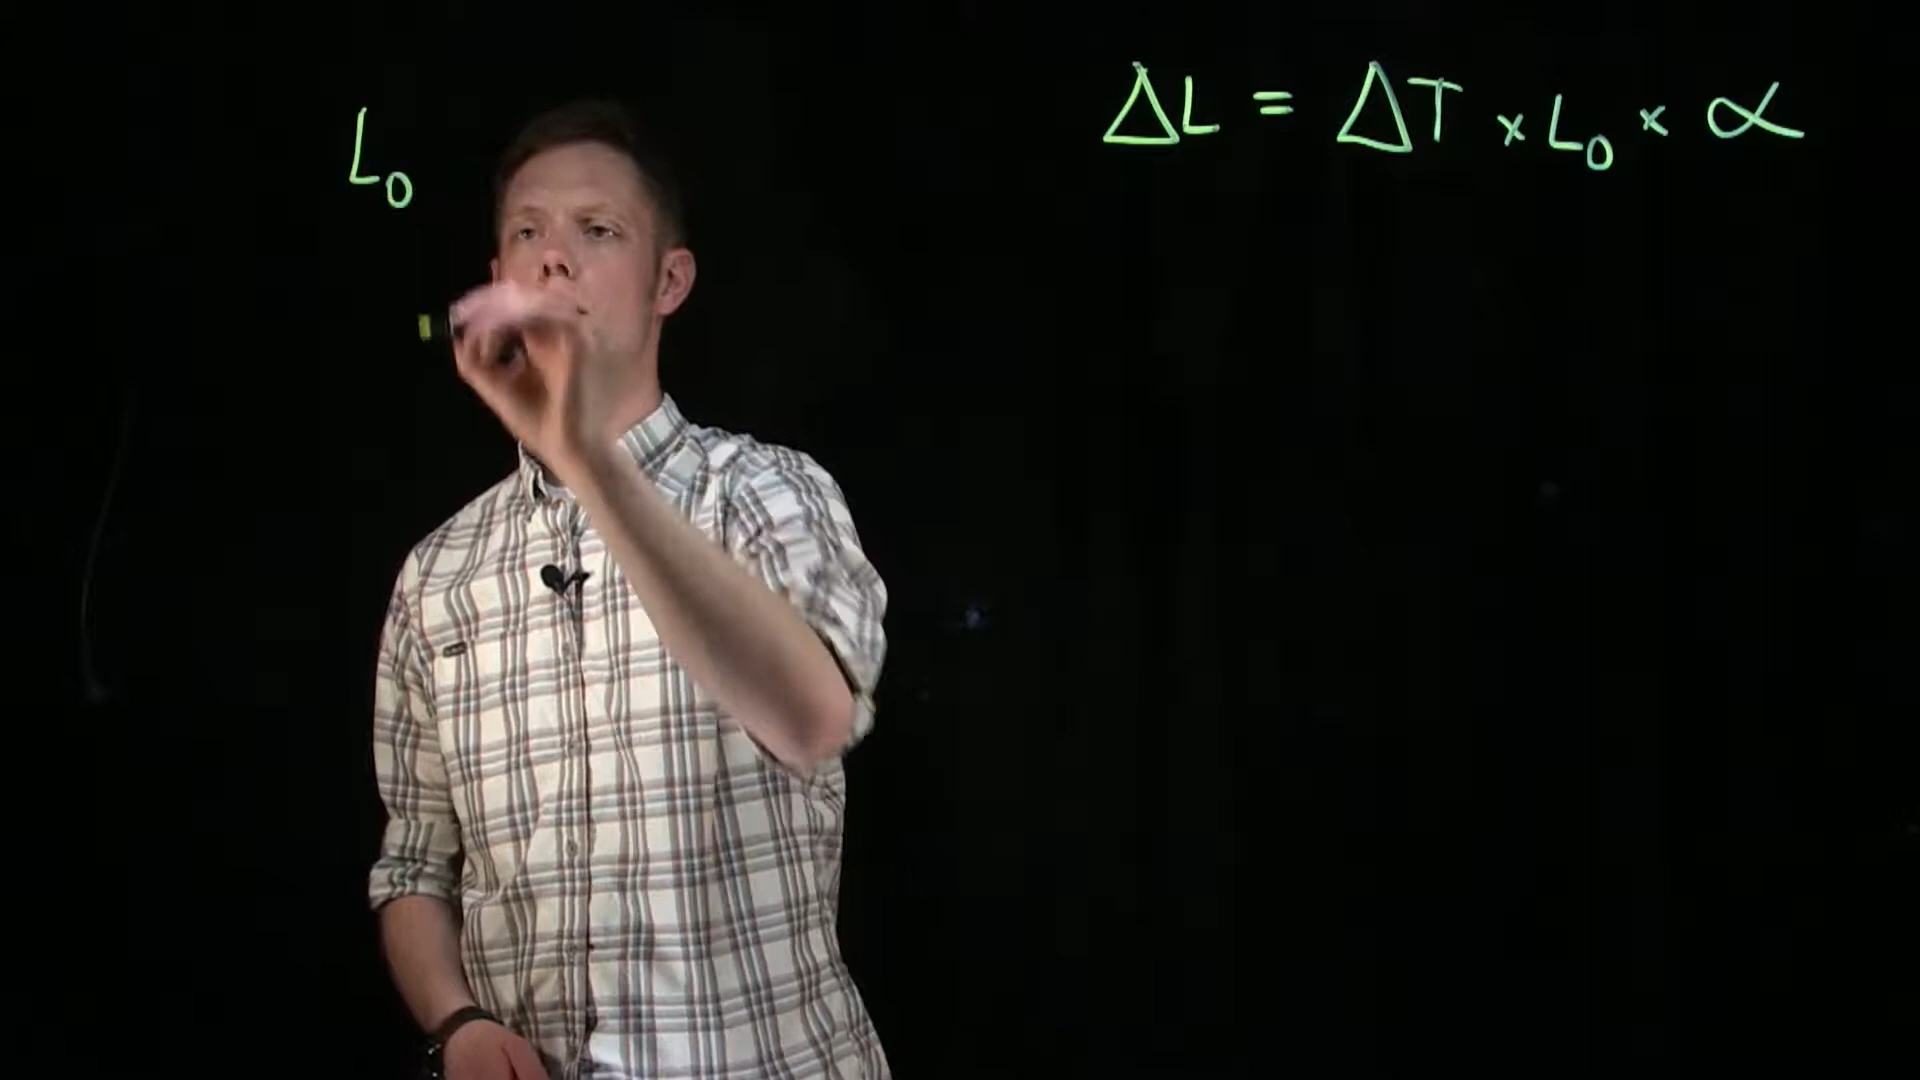 L₀
ΔL = ΔT × L₀ × α